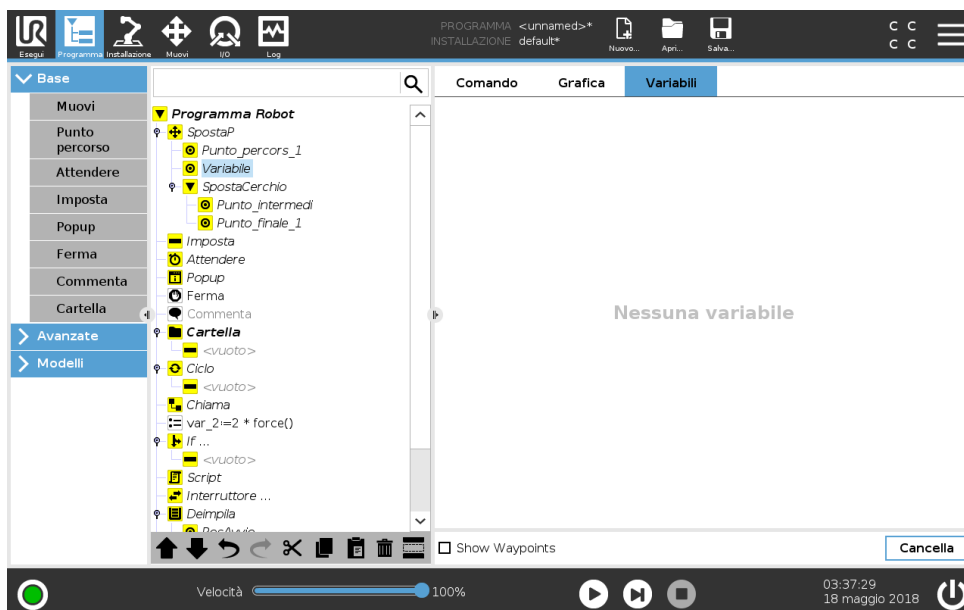 UR
PROGRAMMA <unnamed>*
INSTALLAZIONE default*
Esegui Programma Installazione Muovi I/O Log
Nuovo... Apri... Salva...
C C
C C
Base
Muovi
Punto
percorso
Attendere
Imposta
Popup
Ferma
Commenta
Cartella
Avanzate
Modelli
Programma Robot
SpostaP
Punto_percors_1
Variabile
SpostaCerchio
Punto_intermedi
Punto_finale_1
Imposta
Attendere
Popup
Ferma
Commenta
Cartella
<vuoto>
Ciclo
<vuoto>
Chiama
var_2:=2 * force()
If ...
<vuoto>
Script
Interruttore ...
Deimpila
PosAvvio
Comando Grafica Variabili
Nessuna variabile
Show Waypoints
Cancella
Velocità 100%
03:37:29
18 maggio 2018